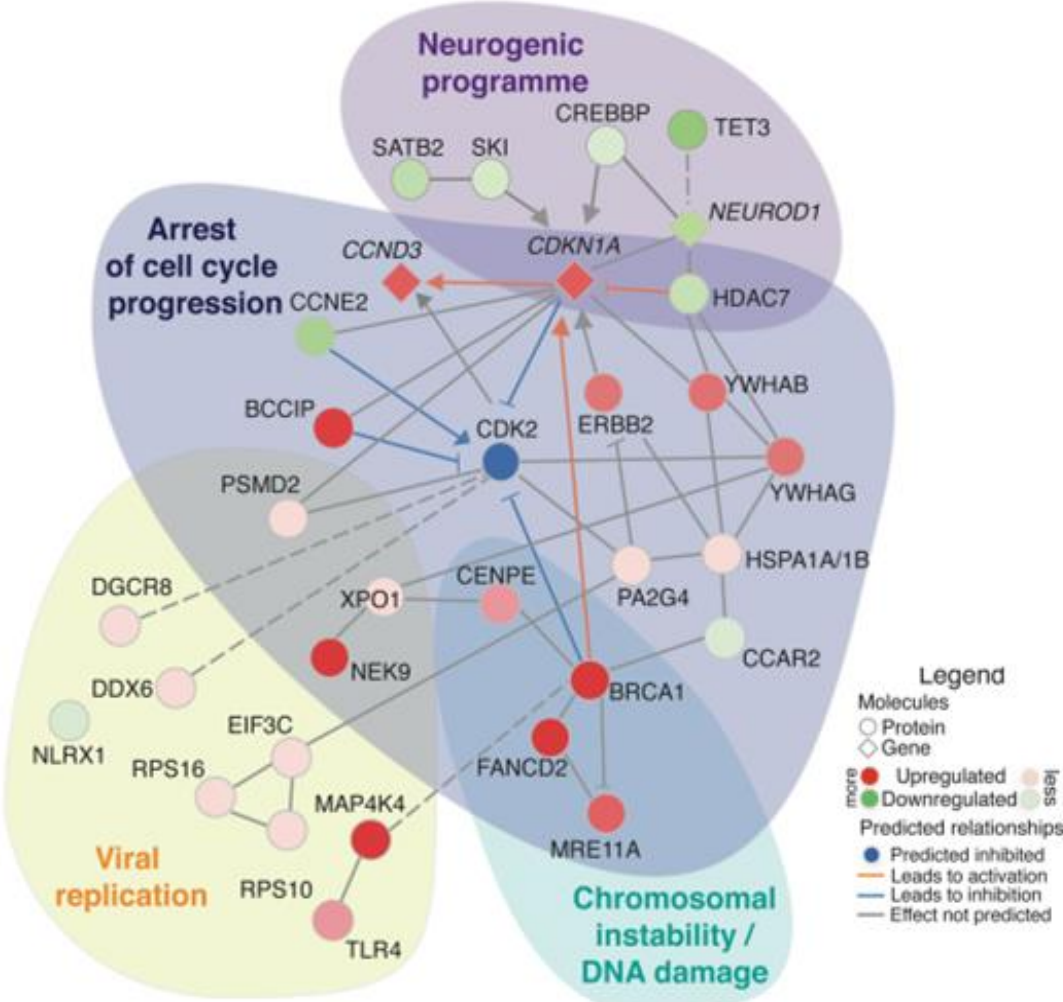 Neurogenic
programme
CREBBP
TET3
SATB2
SKI
NEUROD1
Arrest
of cell cycle
progression
CCND3
CDKN1A
CCNE2
HDAC7
YWHAB
BCCIP
ERBB2
CDK2
PSMD2
YWHAG
HSPA1A/1B
DGCR8
XPO1
CENPE
PA2G4
CCAR2
NEK9
DDX6
BRCA1
NLRX1
EIF3C
RPS16
FANCD2
MAP4K4
MRE11A
Viral
replication
RPS10
TLR4
Chromosomal
instability /
DNA damage
Legend
Molecules
Protein
Gene
more
Upregulated
Downregulated
less
Predicted relationships
Predicted inhibited
Leads to activation
Leads to inhibition
Effect not predicted